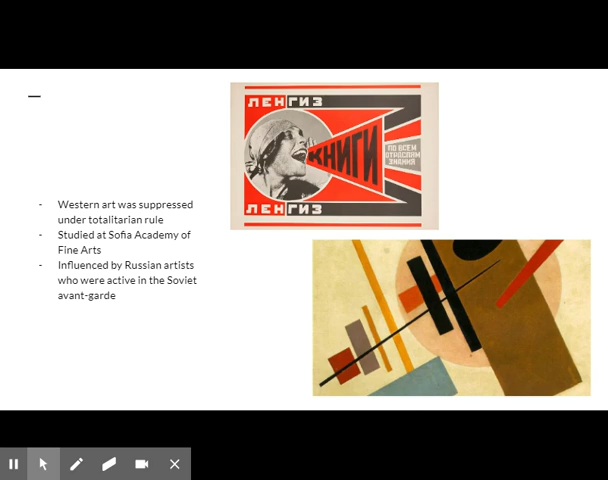 ЛЕНГИЗ
КНИГИ
ПО ВСЕМ
ОТРАСЛЯМ
ЗНАНИЯ
ЛЕНГИЗ
- Western art was suppressed
under totalitarian rule
- Studied at Sofia Academy of
Fine Arts
- Influenced by Russian artists
who were active in the Soviet
avant-garde